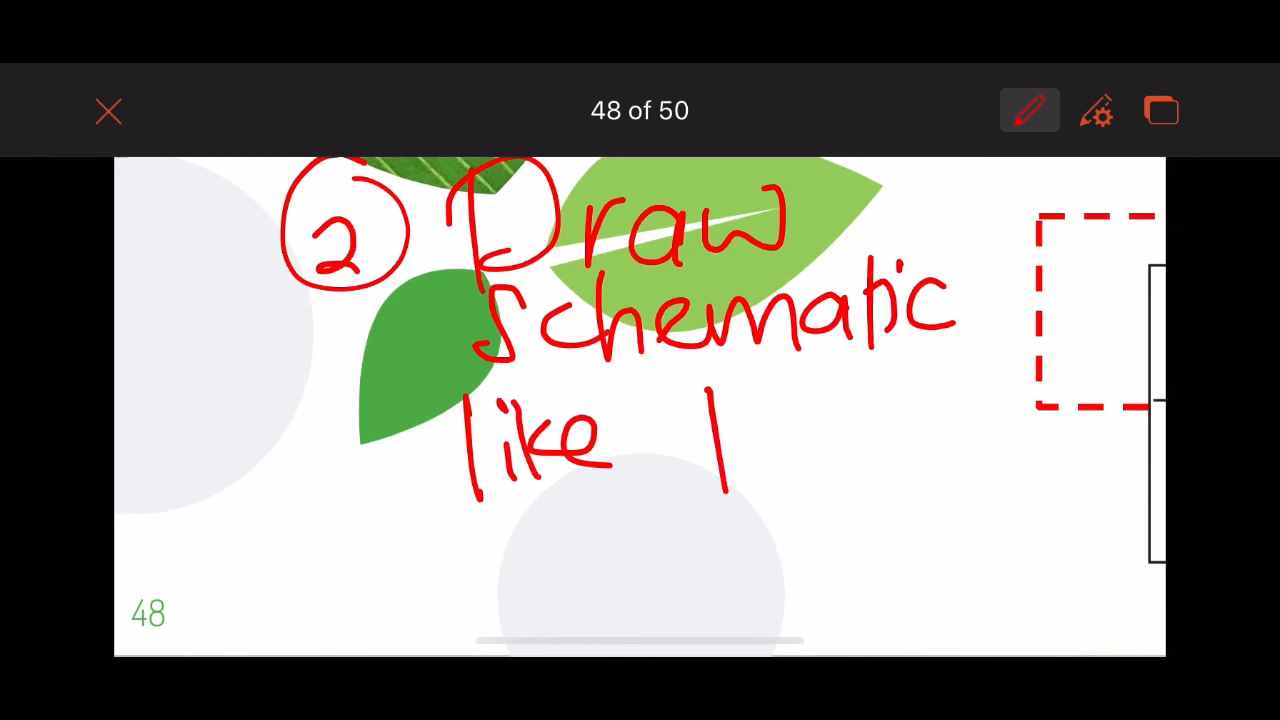 48 of 50
② Draw
schematic
like |
48